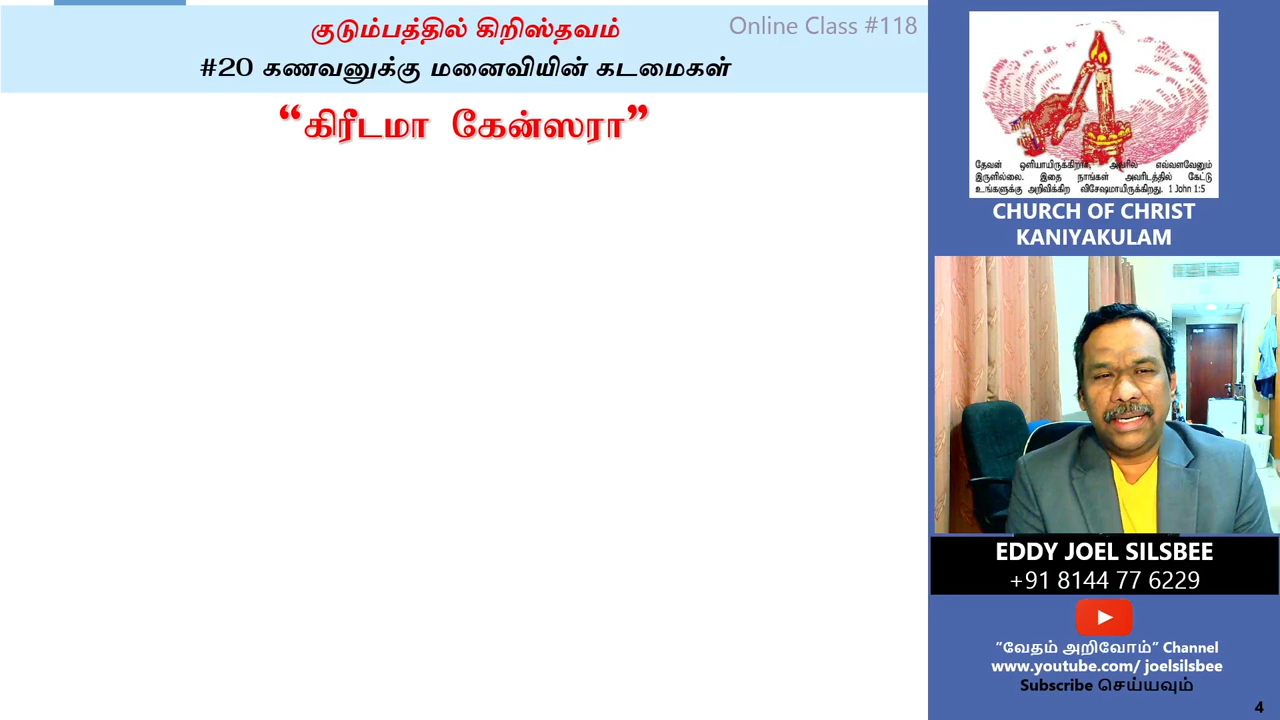 குடும்பத்தில் கிறிஸ்தவம்
Online Class #118
#20 கணவனுக்கு மனைவியின் கடமைகள்
“கிரீடமா கேன்ஸரா”
தேவன் ஒளியாயிருக்கிறார், அவரில் எவ்வளவேனும்
இருளில்லை. இதை நாங்கள் அவரிடத்தில் கேட்டு
உங்களுக்கு அறிவிக்கிற விசேஷமாயிருக்கிறது. 1 John 1:5
CHURCH OF CHRIST
KANIYAKULAM
EDDY JOEL SILSBEE
+91 8144 77 6229
”வேதம் அறிவோம்” Channel
www.youtube.com/ joelsilsbee
Subscribe செய்யவும்
4